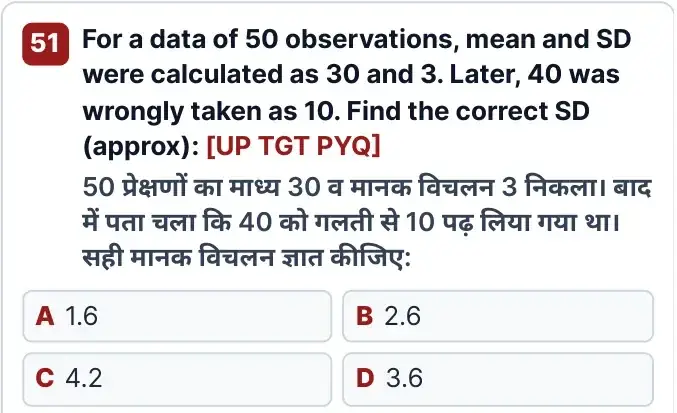 51 For a data of 50 observations, mean and SD
were calculated as 30 and 3. Later, 40 was
wrongly taken as 10. Find the correct SD
(approx): [UP TGT PYQ]
50 प्रेक्षणों का माध्य 30 व मानक विचलन 3 निकला। बाद
में पता चला कि 40 को गलती से 10 पढ़ लिया गया था।
सही मानक विचलन ज्ञात कीजिए:
A 1.6
B 2.6
C 4.2
D 3.6